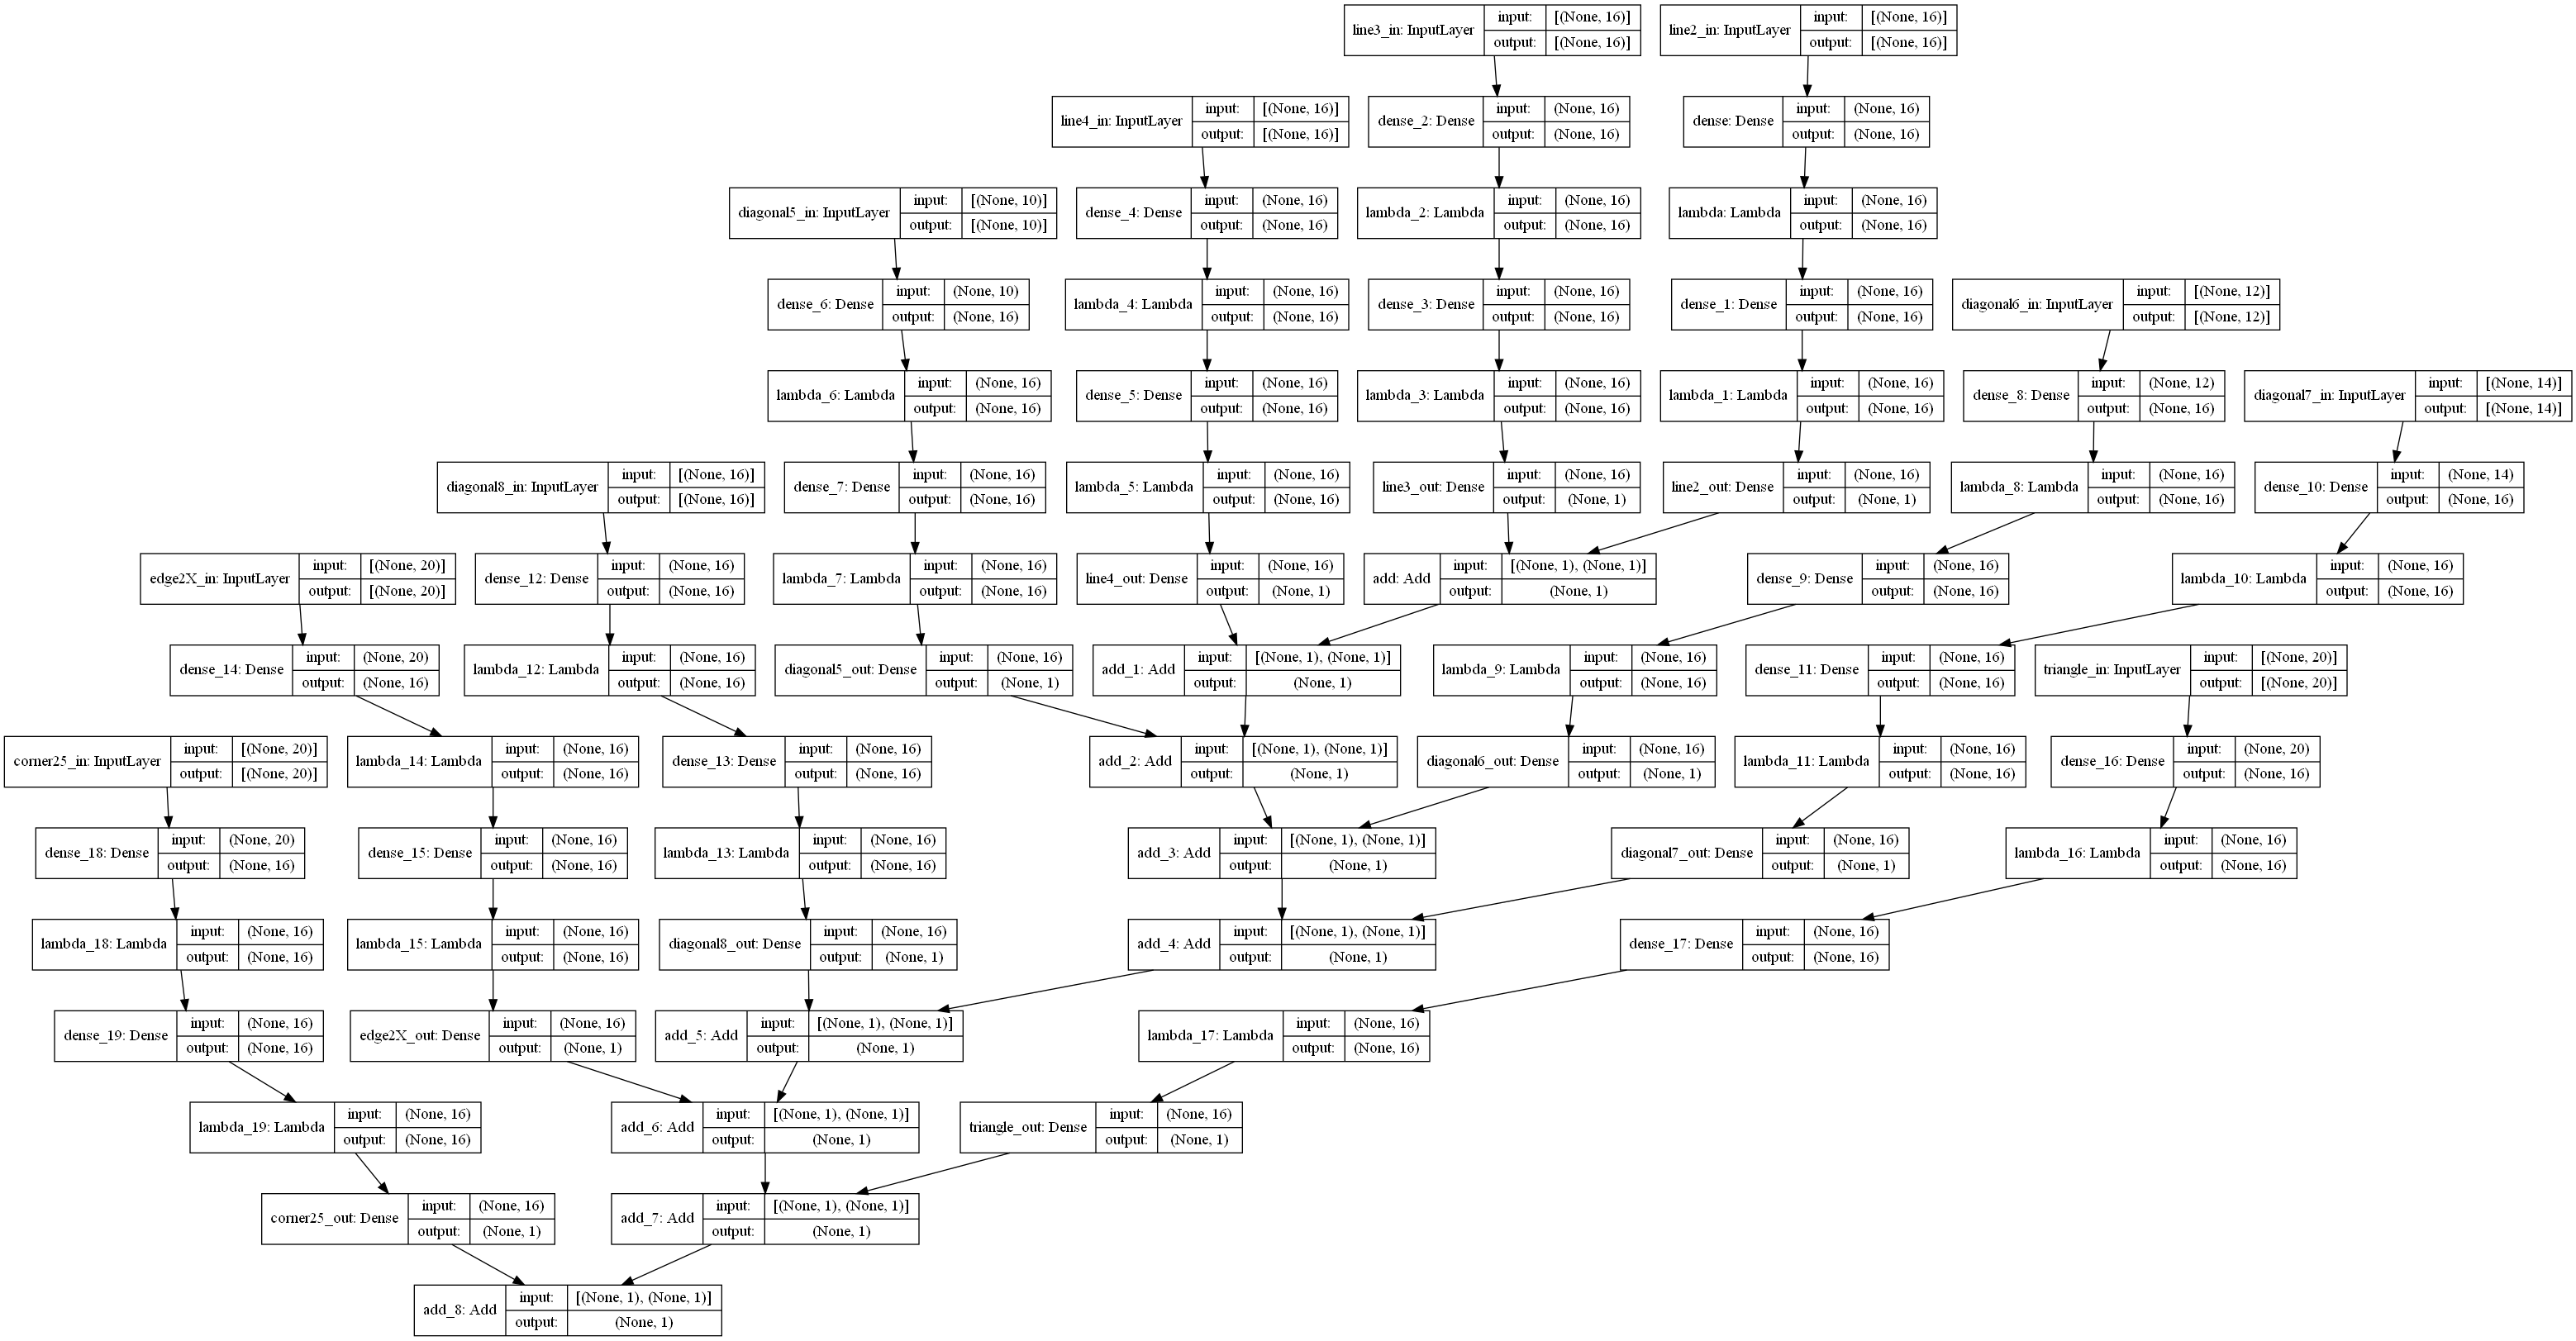 line3_in: InputLayer input: [(None, 16)] output: [(None, 16)]
line2_in: InputLayer input: [(None, 16)] output: [(None, 16)]
line4_in: InputLayer input: [(None, 16)] output: [(None, 16)]
dense_2: Dense input: (None, 16) output: (None, 16)
dense: Dense input: (None, 16) output: (None, 16)
diagonal5_in: InputLayer input: [(None, 10)] output: [(None, 10)]
dense_4: Dense input: (None, 16) output: (None, 16)
lambda_2: Lambda input: (None, 16) output: (None, 16)
lambda: Lambda input: (None, 16) output: (None, 16)
dense_6: Dense input: (None, 10) output: (None, 16)
lambda_4: Lambda input: (None, 16) output: (None, 16)
dense_3: Dense input: (None, 16) output: (None, 16)
dense_1: Dense input: (None, 16) output: (None, 16)
diagonal6_in: InputLayer input: [(None, 12)] output: [(None, 12)]
lambda_6: Lambda input: (None, 16) output: (None, 16)
dense_5: Dense input: (None, 16) output: (None, 16)
lambda_3: Lambda input: (None, 16) output: (None, 16)
lambda_1: Lambda input: (None, 16) output: (None, 16)
dense_8: Dense input: (None, 12) output: (None, 16)
diagonal7_in: InputLayer input: [(None, 14)] output: [(None, 14)]
diagonal8_in: InputLayer input: [(None, 16)] output: [(None, 16)]
dense_7: Dense input: (None, 16) output: (None, 16)
lambda_5: Lambda input: (None, 16) output: (None, 16)
line3_out: Dense input: (None, 16) output: (None, 1)
line2_out: Dense input: (None, 16) output: (None, 1)
lambda_8: Lambda input: (None, 16) output: (None, 16)
dense_10: Dense input: (None, 14) output: (None, 16)
edge2X_in: InputLayer input: [(None, 20)] output: [(None, 20)]
dense_12: Dense input: (None, 16) output: (None, 16)
lambda_7: Lambda input: (None, 16) output: (None, 16)
line4_out: Dense input: (None, 16) output: (None, 1)
add: Add input: [(None, 1), (None, 1)] output: (None, 1)
dense_9: Dense input: (None, 16) output: (None, 16)
lambda_10: Lambda input: (None, 16) output: (None, 16)
dense_14: Dense input: (None, 20) output: (None, 16)
lambda_12: Lambda input: (None, 16) output: (None, 16)
diagonal5_out: Dense input: (None, 16) output: (None, 1)
add_1: Add input: [(None, 1), (None, 1)] output: (None, 1)
lambda_9: Lambda input: (None, 16) output: (None, 16)
dense_11: Dense input: (None, 16) output: (None, 16)
triangle_in: InputLayer input: [(None, 20)] output: [(None, 20)]
corner25_in: InputLayer input: [(None, 20)] output: [(None, 20)]
lambda_14: Lambda input: (None, 16) output: (None, 16)
dense_13: Dense input: (None, 16) output: (None, 16)
add_2: Add input: [(None, 1), (None, 1)] output: (None, 1)
diagonal6_out: Dense input: (None, 16) output: (None, 1)
lambda_11: Lambda input: (None, 16) output: (None, 16)
dense_16: Dense input: (None, 20) output: (None, 16)
dense_18: Dense input: (None, 20) output: (None, 16)
dense_15: Dense input: (None, 16) output: (None, 16)
lambda_13: Lambda input: (None, 16) output: (None, 16)
add_3: Add input: [(None, 1), (None, 1)] output: (None, 1)
diagonal7_out: Dense input: (None, 16) output: (None, 1)
lambda_16: Lambda input: (None, 16) output: (None, 16)
lambda_18: Lambda input: (None, 16) output: (None, 16)
lambda_15: Lambda input: (None, 16) output: (None, 16)
diagonal8_out: Dense input: (None, 16) output: (None, 1)
add_4: Add input: [(None, 1), (None, 1)] output: (None, 1)
dense_17: Dense input: (None, 16) output: (None, 16)
dense_19: Dense input: (None, 16) output: (None, 16)
edge2X_out: Dense input: (None, 16) output: (None, 1)
add_5: Add input: [(None, 1), (None, 1)] output: (None, 1)
lambda_17: Lambda input: (None, 16) output: (None, 16)
lambda_19: Lambda input: (None, 16) output: (None, 16)
add_6: Add input: [(None, 1), (None, 1)] output: (None, 1)
triangle_out: Dense input: (None, 16) output: (None, 1)
corner25_out: Dense input: (None, 16) output: (None, 1)
add_7: Add input: [(None, 1), (None, 1)] output: (None, 1)
add_8: Add input: [(None, 1), (None, 1)] output: (None, 1)